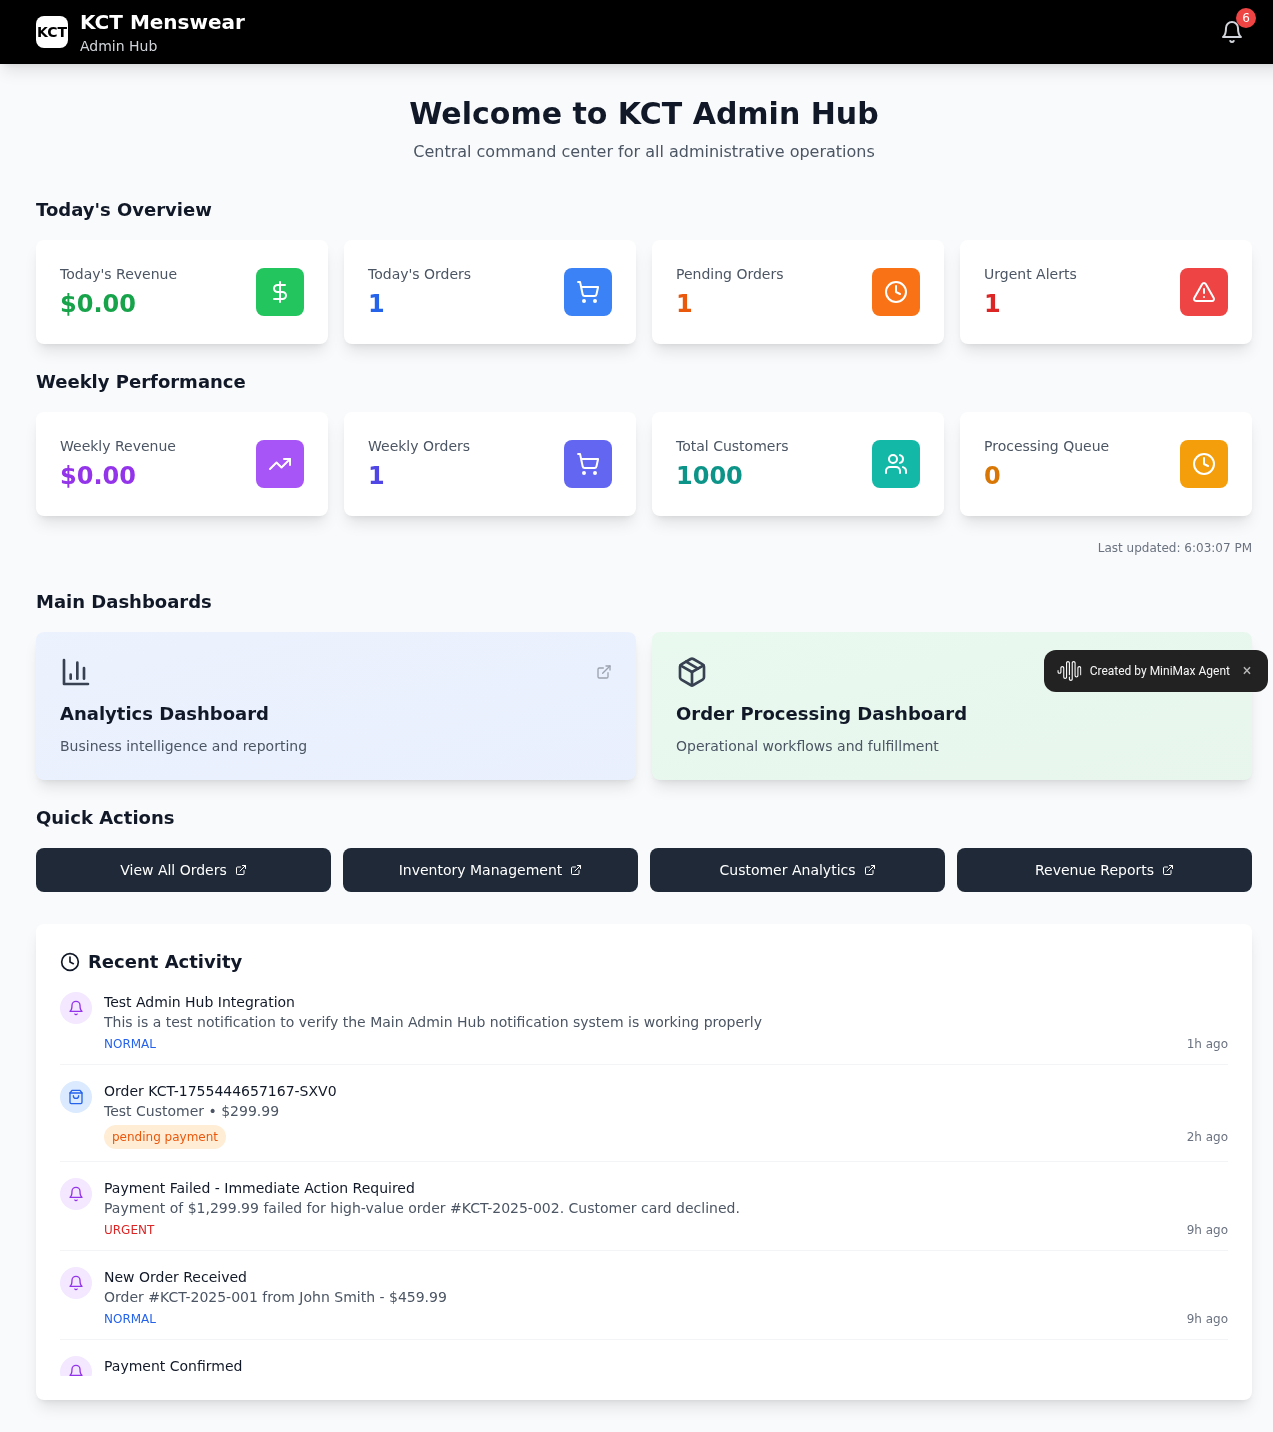 KCT
KCT Menswear
Admin Hub
6
Welcome to KCT Admin Hub
Central command center for all administrative operations
Today's Overview
Today's Revenue
$0.00
Today's Orders
1
Pending Orders
1
Urgent Alerts
1
Weekly Performance
Weekly Revenue
$0.00
Weekly Orders
1
Total Customers
1000
Processing Queue
0
Last updated: 6:03:07 PM
Main Dashboards
Analytics Dashboard
Business intelligence and reporting
Order Processing Dashboard
Operational workflows and fulfillment
Created by MiniMax Agent ×
Quick Actions
View All Orders
Inventory Management
Customer Analytics
Revenue Reports
Recent Activity
Test Admin Hub Integration
This is a test notification to verify the Main Admin Hub notification system is working properly
NORMAL
1h ago
Order KCT-1755444657167-SXV0
Test Customer • $299.99
pending payment
2h ago
Payment Failed - Immediate Action Required
Payment of $1,299.99 failed for high-value order #KCT-2025-002. Customer card declined.
URGENT
9h ago
New Order Received
Order #KCT-2025-001 from John Smith - $459.99
NORMAL
9h ago
Payment Confirmed